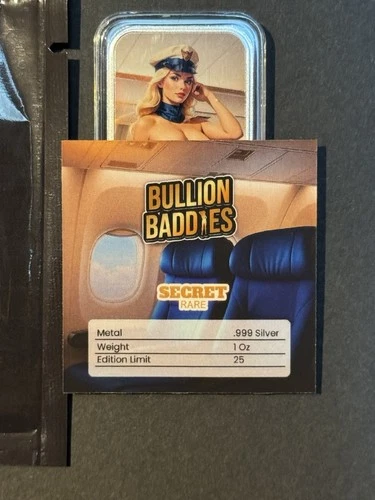 BULLION
BADDIES
SECRET
RARE
Metal .999 Silver
Weight 1 Oz
Edition Limit 25